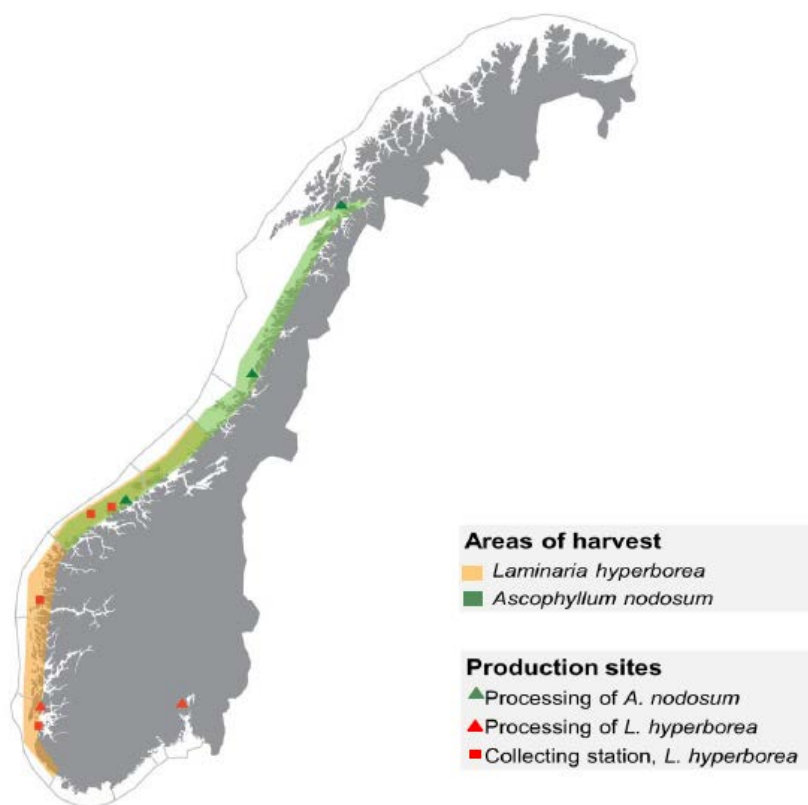 Areas of harvest
Laminaria hyperborea
Ascophyllum nodosum
Production sites
Processing of A. nodosum
Processing of L. hyperborea
Collecting station, L. hyperborea